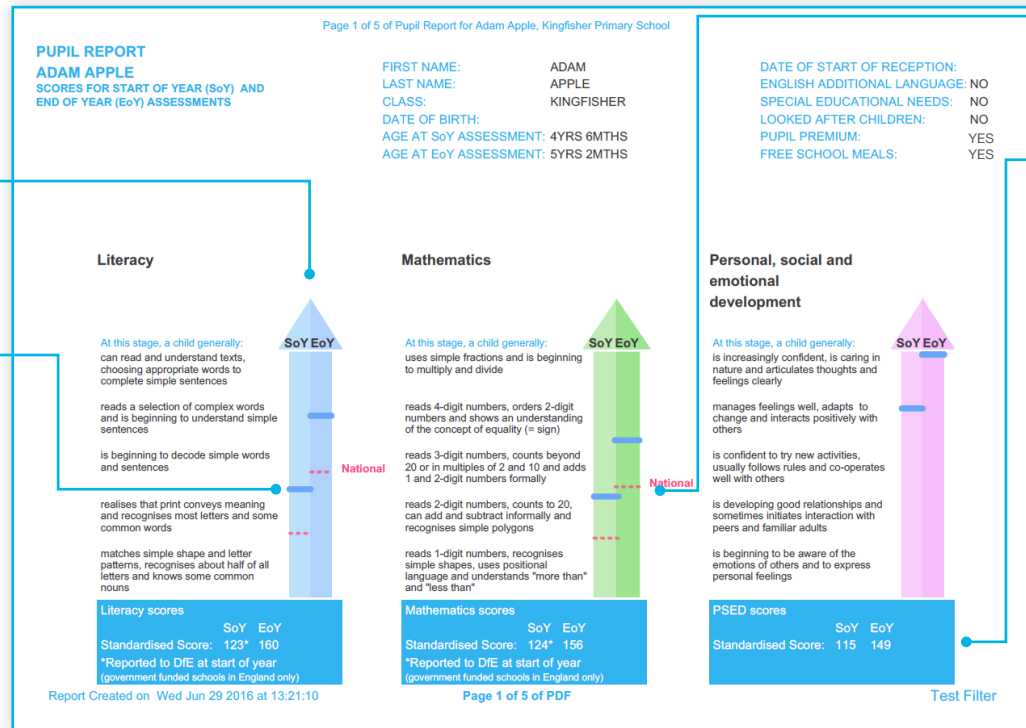 Page 1 of 5 of Pupil Report for Adam Apple, Kingfisher Primary School
PUPIL REPORT
ADAM APPLE
SCORES FOR START OF YEAR (SoY) AND
END OF YEAR (EoY) ASSESSMENTS
FIRST NAME: ADAM
LAST NAME: APPLE
CLASS: KINGFISHER
DATE OF BIRTH:
AGE AT SoY ASSESSMENT: 4YRS 6MTHS
AGE AT EoY ASSESSMENT: 5YRS 2MTHS
DATE OF START OF RECEPTION:
ENGLISH ADDITIONAL LANGUAGE: NO
SPECIAL EDUCATIONAL NEEDS: NO
LOOKED AFTER CHILDREN: NO
PUPIL PREMIUM: YES
FREE SCHOOL MEALS: YES
Literacy
At this stage, a child generally:
SoY EoY
can read and understand texts,
choosing appropriate words to
complete simple sentences
reads a selection of complex words
and is beginning to understand simple
sentences
is beginning to decode simple words
and sentences
National
realises that print conveys meaning
and recognises most letters and some
common words
matches simple shape and letter
patterns, recognises about half of all
letters and knows some common
nouns
Literacy scores
SoY EoY
Standardised Score: 123* 160
*Reported to DfE at start of year
(government funded schools in England only)
Mathematics
At this stage, a child generally:
SoY EoY
uses simple fractions and is beginning
to multiply and divide
reads 4-digit numbers, orders 2-digit
numbers and shows an understanding
of the concept of equality (= sign)
reads 3-digit numbers, counts beyond
20 or in multiples of 2 and 10 and adds
1 and 2-digit numbers formally
National
reads 2-digit numbers, counts to 20,
can add and subtract informally and
recognises simple polygons
reads 1-digit numbers, recognises
simple shapes, uses positional
language and understands "more than"
and "less than"
Mathematics scores
SoY EoY
Standardised Score: 124* 156
*Reported to DfE at start of year
(government funded schools in England only)
Personal, social and
emotional
development
At this stage, a child generally:
SoY EoY
is increasingly confident, is caring in
nature and articulates thoughts and
feelings clearly
manages feelings well, adapts to
change and interacts positively with
others
is confident to try new activities,
usually follows rules and co-operates
well with others
is developing good relationships and
sometimes initiates interaction with
peers and familiar adults
is beginning to be aware of the
emotions of others and to express
personal feelings
PSED scores
SoY EoY
Standardised Score: 115 149
Report Created on Wed Jun 29 2016 at 13:21:10
Page 1 of 5 of PDF
Test Filter